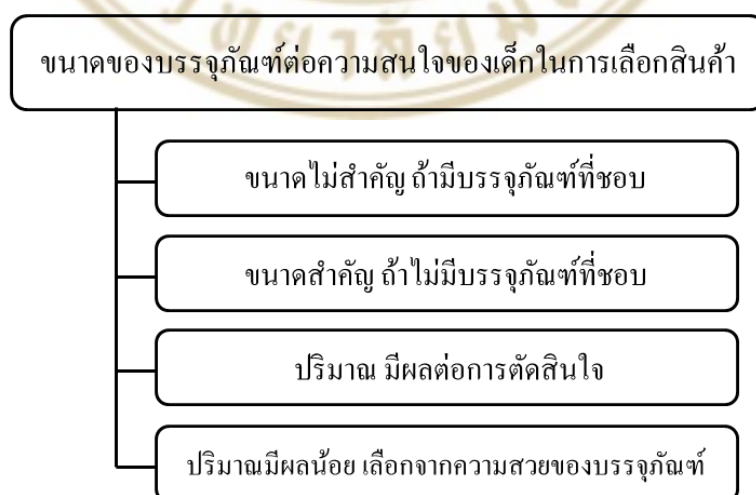 ขนาดของบรรจุภัณฑ์ต่อความสนใจของเด็กในการเลือกสินค้า
ขนาดไม่สำคัญ ถ้ามีบรรจุภัณฑ์ที่ชอบ
ขนาดสำคัญ ถ้าไม่มีบรรจุภัณฑ์ที่ชอบ
ปริมาณ มีผลต่อการตัดสินใจ
ปริมาณมีผลน้อย เลือกจากความสวยของบรรจุภัณฑ์